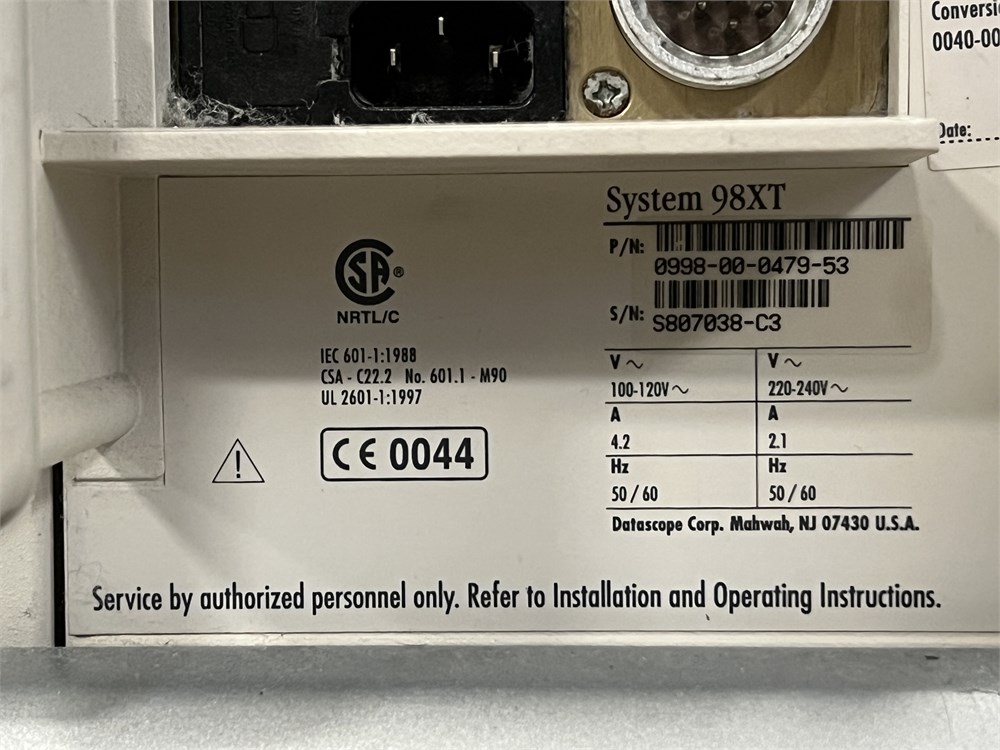 Conversi
0040-00
Date:
System 98XT
P/N:
0998-00-0479-53
S/N:
S807038-C3
SA ®
NRTL/C
IEC 601-1:1988
CSA - C22.2 No. 601.1 - M90
UL 2601-1:1997
! CE 0044
V ~ V ~
100-120V ~ 220-240V ~
A A
4.2 2.1
Hz Hz
50 / 60 50 / 60
Datascope Corp. Mahwah, NJ 07430 U.S.A.
Service by authorized personnel only. Refer to Installation and Operating Instructions.